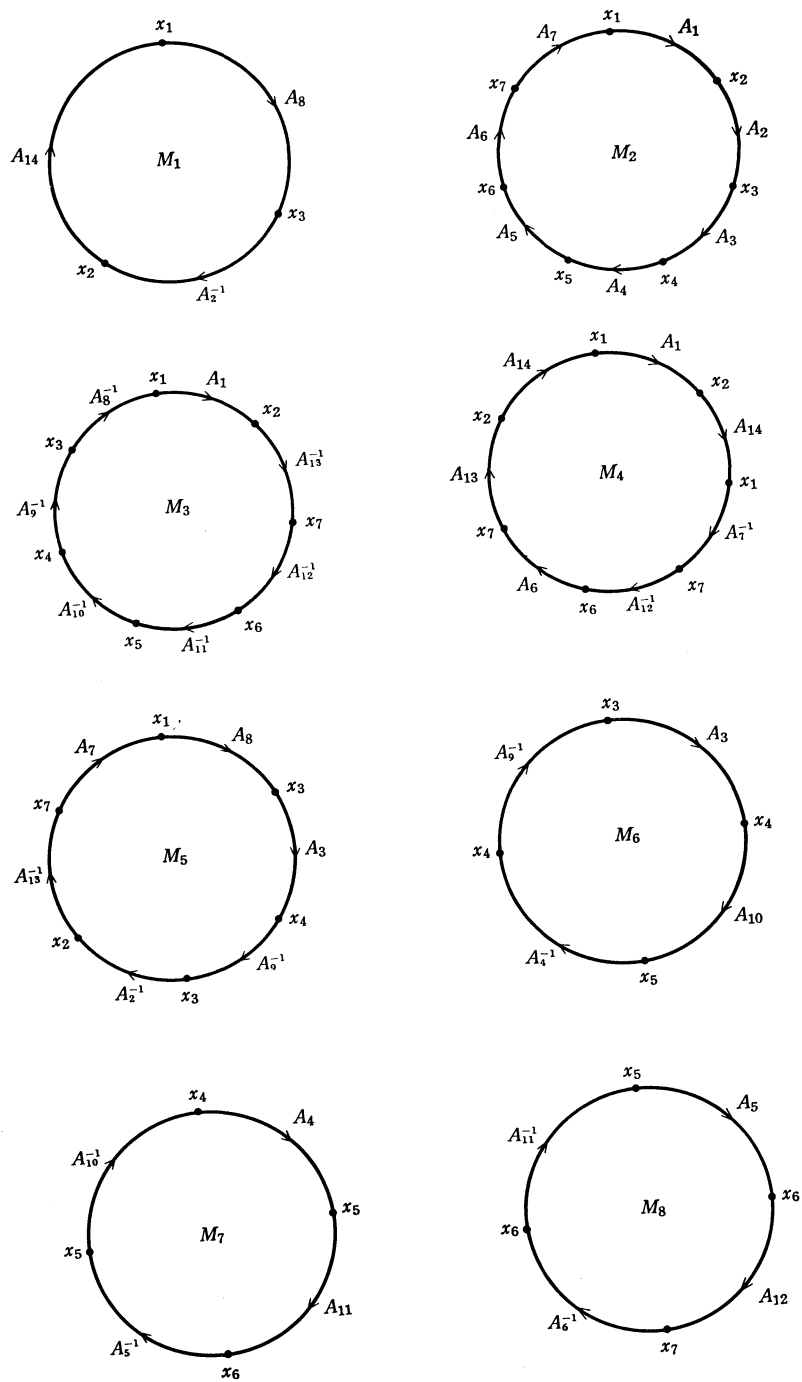 x₁
A₈
x₃
A₂⁻¹
x₂
A₁₄
M₁
x₁
A₁
x₂
A₂
x₃
A₃
x₄
A₄
x₅
A₅
x₆
A₆
x₇
A₇
M₂
x₁
A₁
x₂
A₁₃⁻¹
x₇
A₁₂⁻¹
x₆
A₁₁⁻¹
x₅
A₁₀⁻¹
x₄
A₉⁻¹
x₃
A₈⁻¹
M₃
x₁
A₁
x₂
A₁₄
x₁
A₇⁻¹
x₇
A₁₂⁻¹
x₆
A₆
x₇
A₁₃
x₂
A₁₄
M₄
x₁
A₈
x₃
A₃
x₄
A₉⁻¹
x₃
A₂⁻¹
x₂
A₁₃⁻¹
x₇
A₇
M₅
x₃
A₃
x₄
A₁₀
x₅
A₄⁻¹
x₄
A₉⁻¹
M₆
x₄
A₄
x₅
A₁₁
x₆
A₅⁻¹
x₅
A₁₀⁻¹
M₇
x₅
A₅
x₆
A₁₂
x₇
A₆⁻¹
x₆
A₁₁⁻¹
M₈